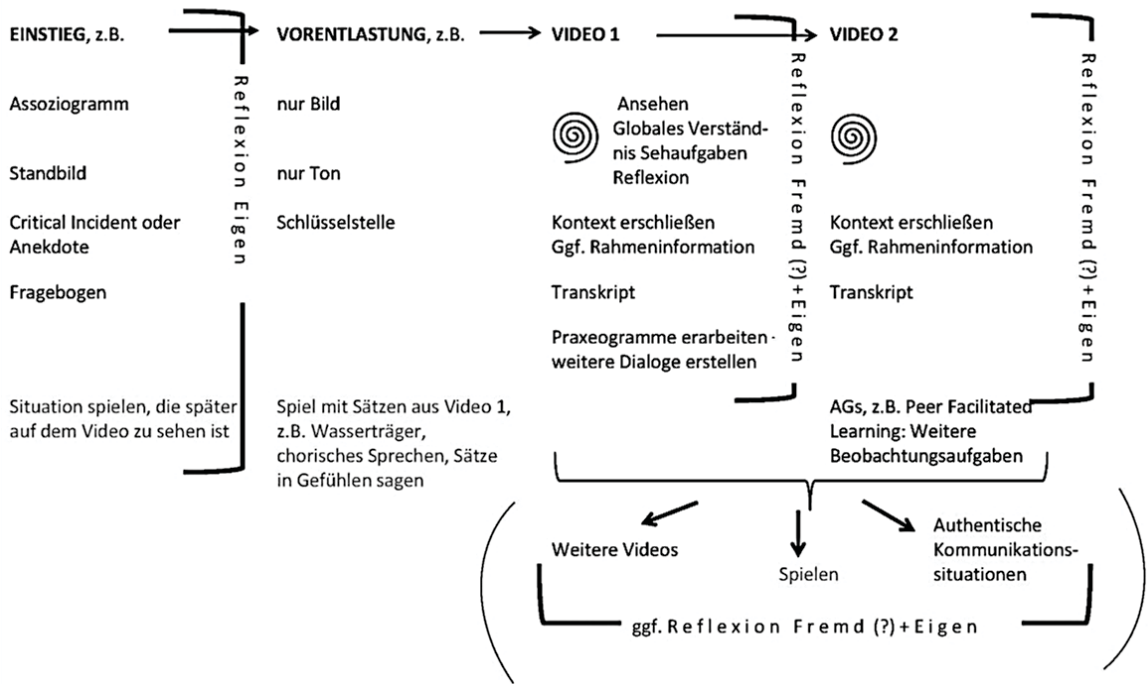 EINSTIEG, z.B.
Assoziogramm
Standbild
Critical Incident oder
Anekdote
Fragebogen
Situation spielen, die später
auf dem Video zu sehen ist
Reflexion Eigen
VORENTLASTUNG, z.B.
nur Bild
nur Ton
Schlüsselstelle
Spiel mit Sätzen aus Video 1,
z.B. Wasserträger,
chorisches Sprechen, Sätze
in Gefühlen sagen
VIDEO 1
Ansehen
Globales Verständ-
nis Sehaufgaben
Reflexion
Kontext erschließen
Ggf. Rahmeninformation
Transkript
Praxeogramme erarbeiten -
weitere Dialoge erstellen
Reflexion Fremd (?) + Eigen
VIDEO 2
Kontext erschließen
Ggf. Rahmeninformation
Transkript
AGs, z.B. Peer Facilitated
Learning: Weitere
Beobachtungsaufgaben
Reflexion Fremd (?) + Eigen
Weitere Videos
Spielen
Authentische
Kommunikations-
situationen
ggf. Reflexion Fremd (?) + Eigen